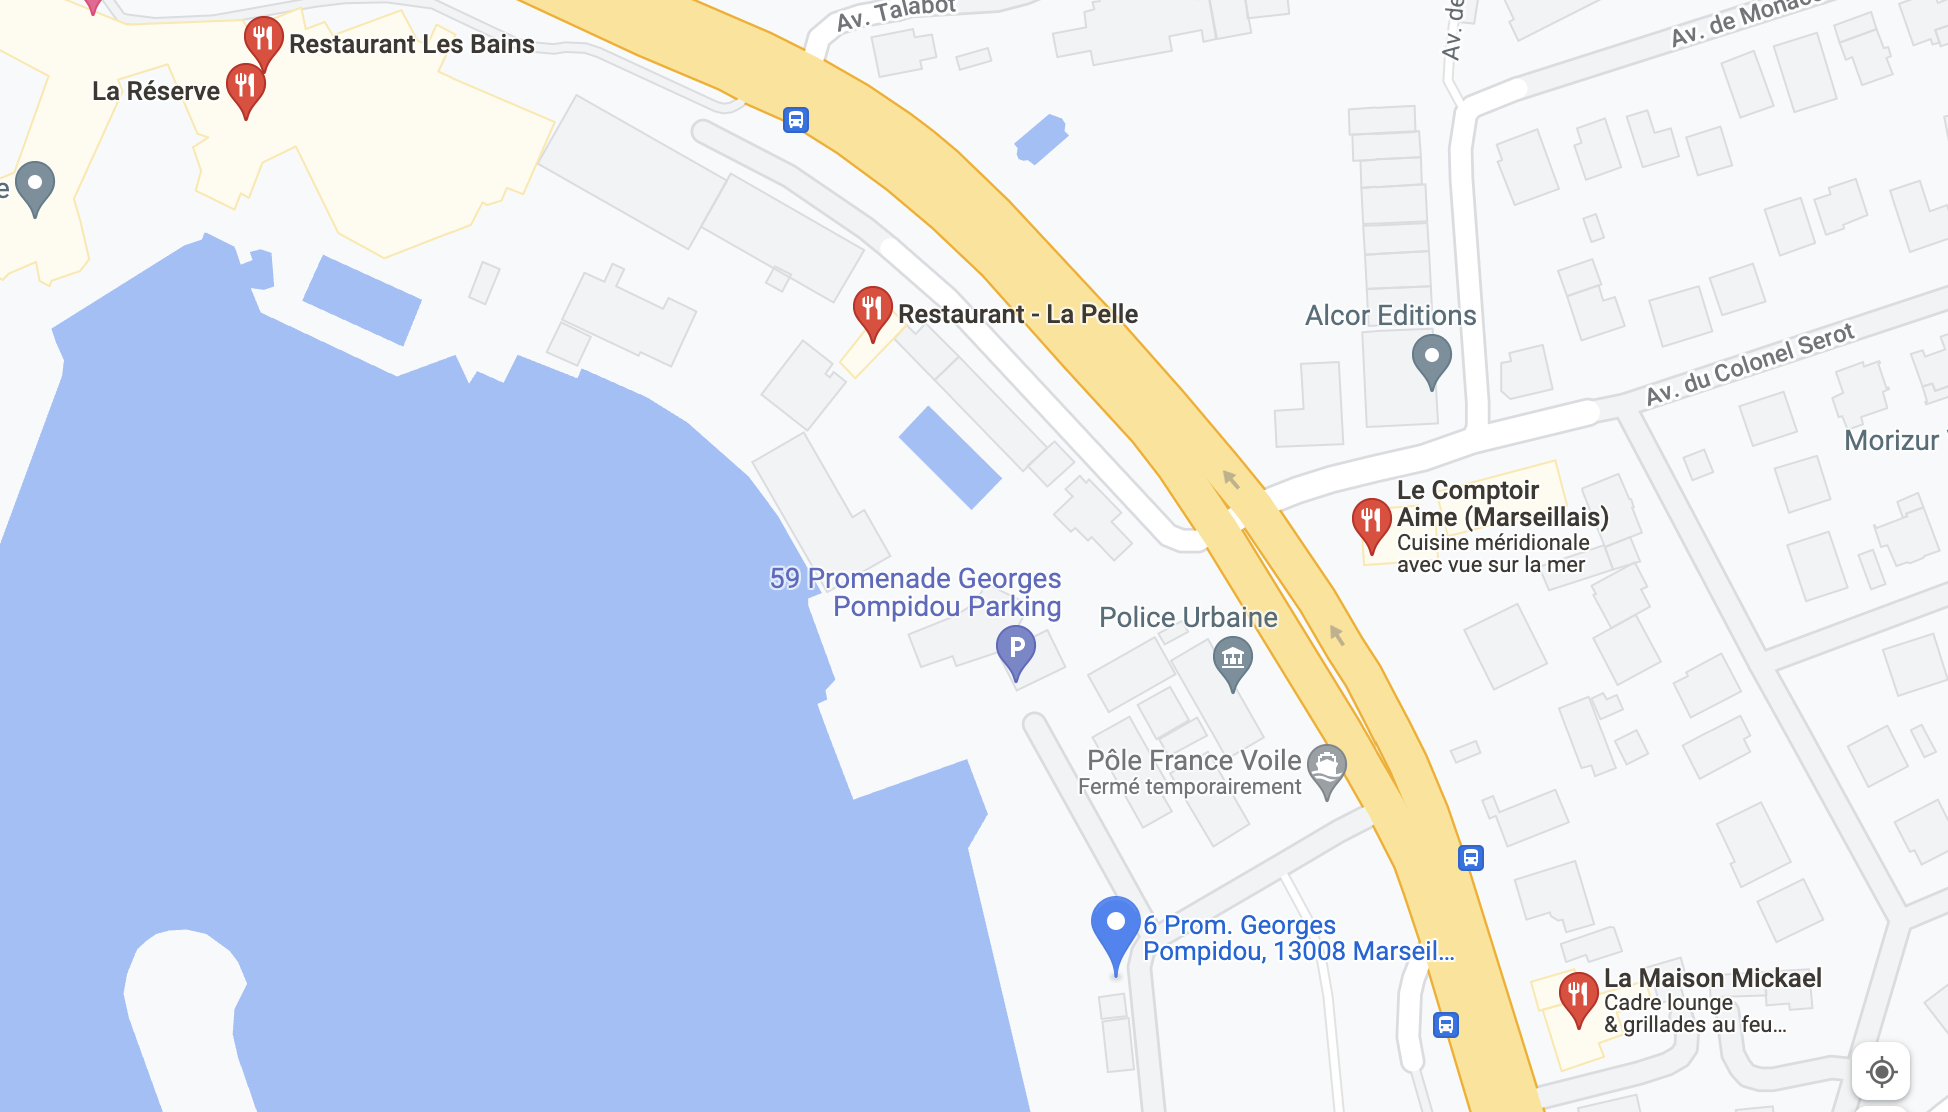 Av. Talabot
Av. de
Av. de Monaco
Restaurant Les Bains
La Réserve
e
Restaurant - La Pelle
Alcor Editions
Av. du Colonel Serot
Morizur
Le Comptoir
Aime (Marseillais)
Cuisine méridionale
avec vue sur la mer
59 Promenade Georges
Pompidou Parking
P
Police Urbaine
Pôle France Voile
Fermé temporairement
6 Prom. Georges
Pompidou, 13008 Marseil...
La Maison Mickael
Cadre lounge
& grillades au feu...